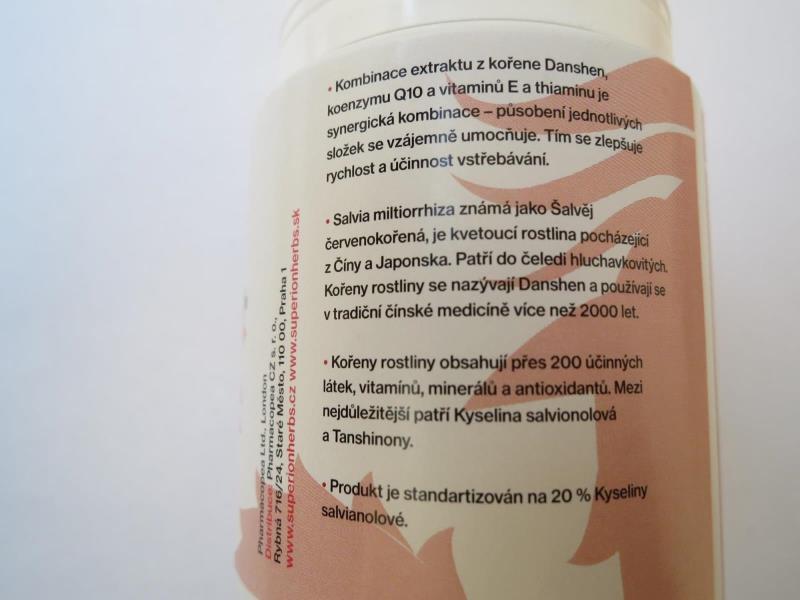 • Kombinace extraktu z kořene Danshen,
koenzymu Q10 a vitaminů E a thiaminu je
synergická kombinace – působení jednotlivých
složek se vzájemně umocňuje. Tím se zlepšuje
rychlost a účinnost vstřebávání.
• Salvia miltiorrhiza známá jako Šalvěj
červenokořená, je kvetoucí rostlina pocházející
z Číny a Japonska. Patří do čeledi hluchavkovitých.
Kořeny rostliny se nazývají Danshen a používají se
v tradiční čínské medicíně více než 2000 let.
• Kořeny rostliny obsahují přes 200 účinných
látek, vitamínů, minerálů a antioxidantů. Mezi
nejdůležitější patří Kyselina salvionolová
a Tanshinony.
• Produkt je standartizován na 20 % Kyseliny
salvianolové.
Pharmacopea Ltd., London
Distribuce: Pharmacopea CZ s. r. o.,
Rybná 716/24, Staré Město, 110 00, Praha 1
www.superionherbs.cz www.superionherbs.sk